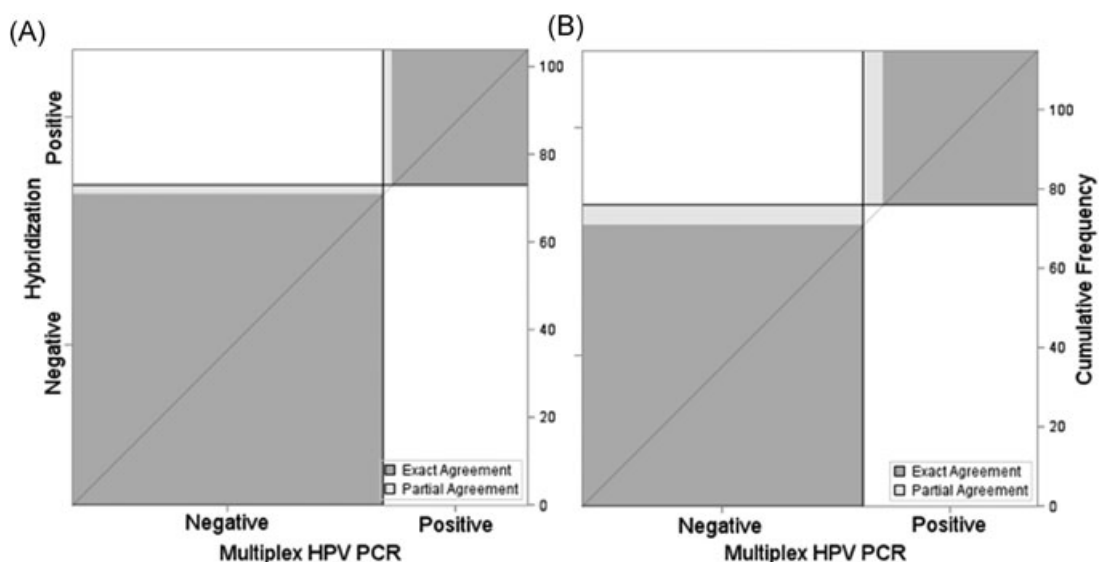 (A)
Hybridization
Positive
Negative
100
80
60
40
20
0
Exact Agreement
Partial Agreement
Negative
Positive
Multiplex HPV PCR
(B)
100
80
60
40
20
0
Cumulative Frequency
Exact Agreement
Partial Agreement
Negative
Positive
Multiplex HPV PCR